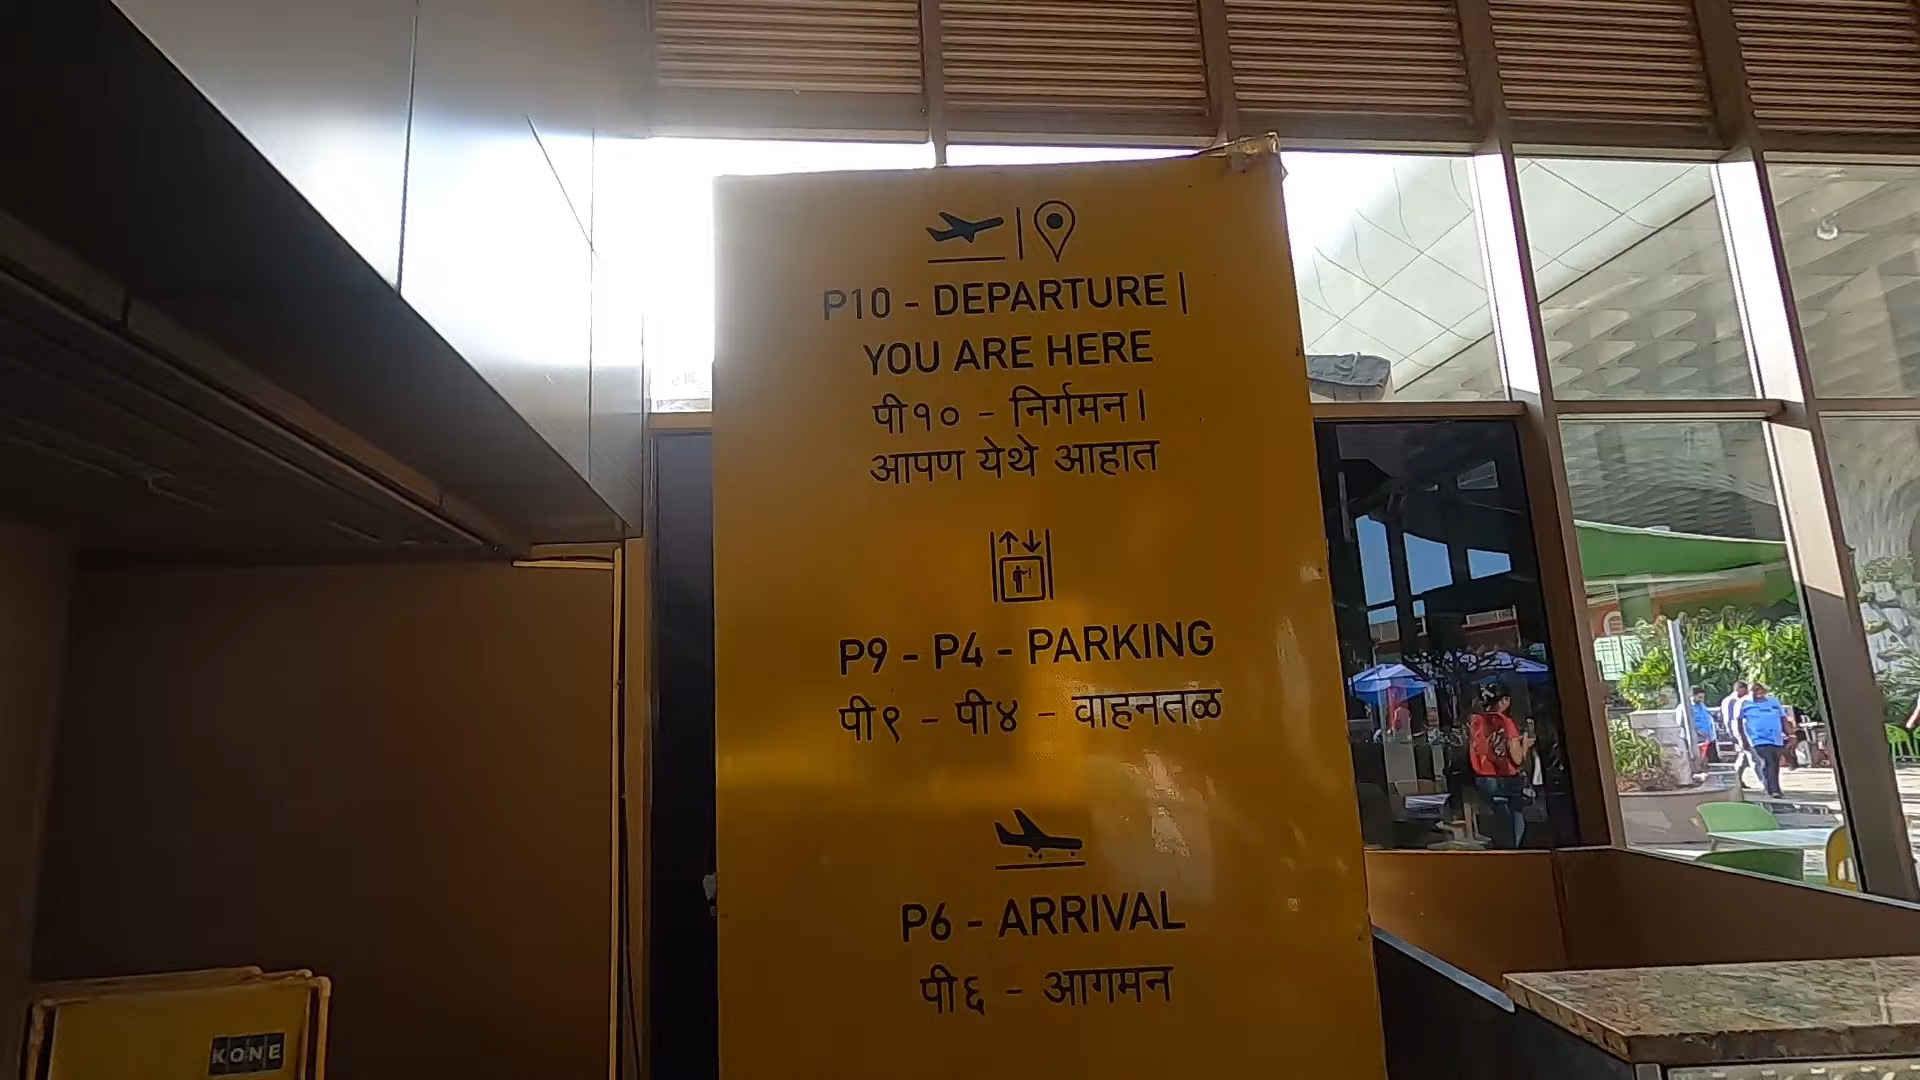 P10 - DEPARTURE |
YOU ARE HERE
पी१० - निर्गमन।
आपण येथे आहात
P9 - P4 - PARKING
पी९ - पी४ - वाहनतळ
P6 - ARRIVAL
पी६ - आगमन
KONE